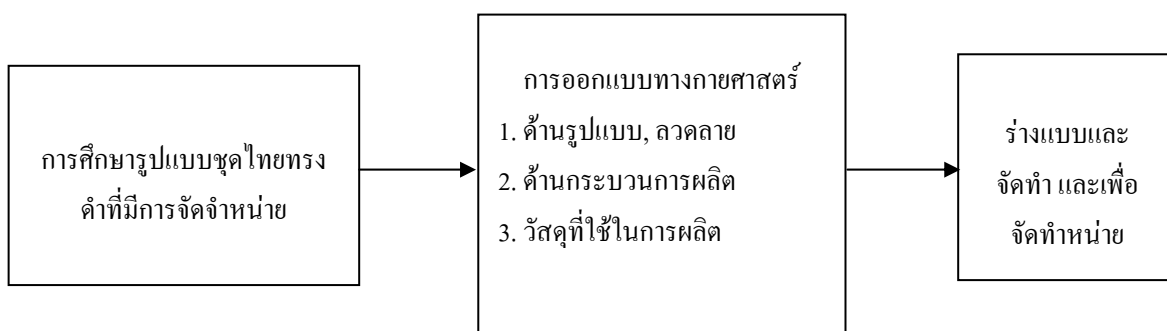 การศึกษารูปแบบชุดไทยทรง
ดำที่มีการจัดจำหน่าย
การออกแบบทางกายศาสตร์
1. ด้านรูปแบบ, ลวดลาย
2. ด้านกระบวนการผลิต
3. วัสดุที่ใช้ในการผลิต
ร่างแบบและ
จัดทำ และเพื่อ
จัดทำหน่าย